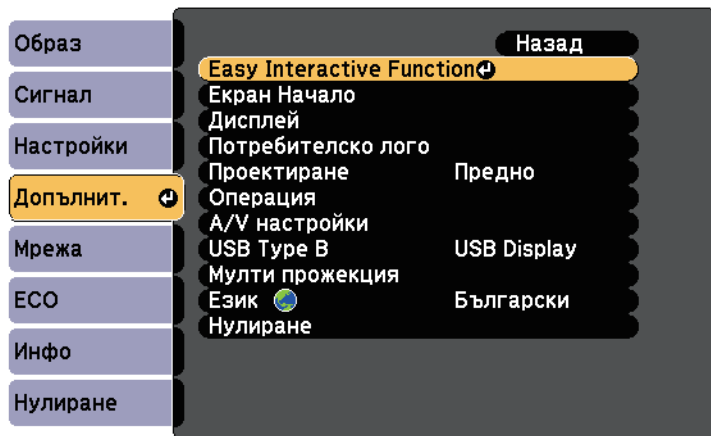 Образ
Сигнал
Настройки
Допълнит.
Мрежа
ECO
Инфо
Нулиране
Назад
Easy Interactive Function
Екран Начало
Дисплей
Потребителско лого
Проектиране Предно
Операция
A/V настройки
USB Type B USB Display
Мулти прожекция
Език Български
Нулиране